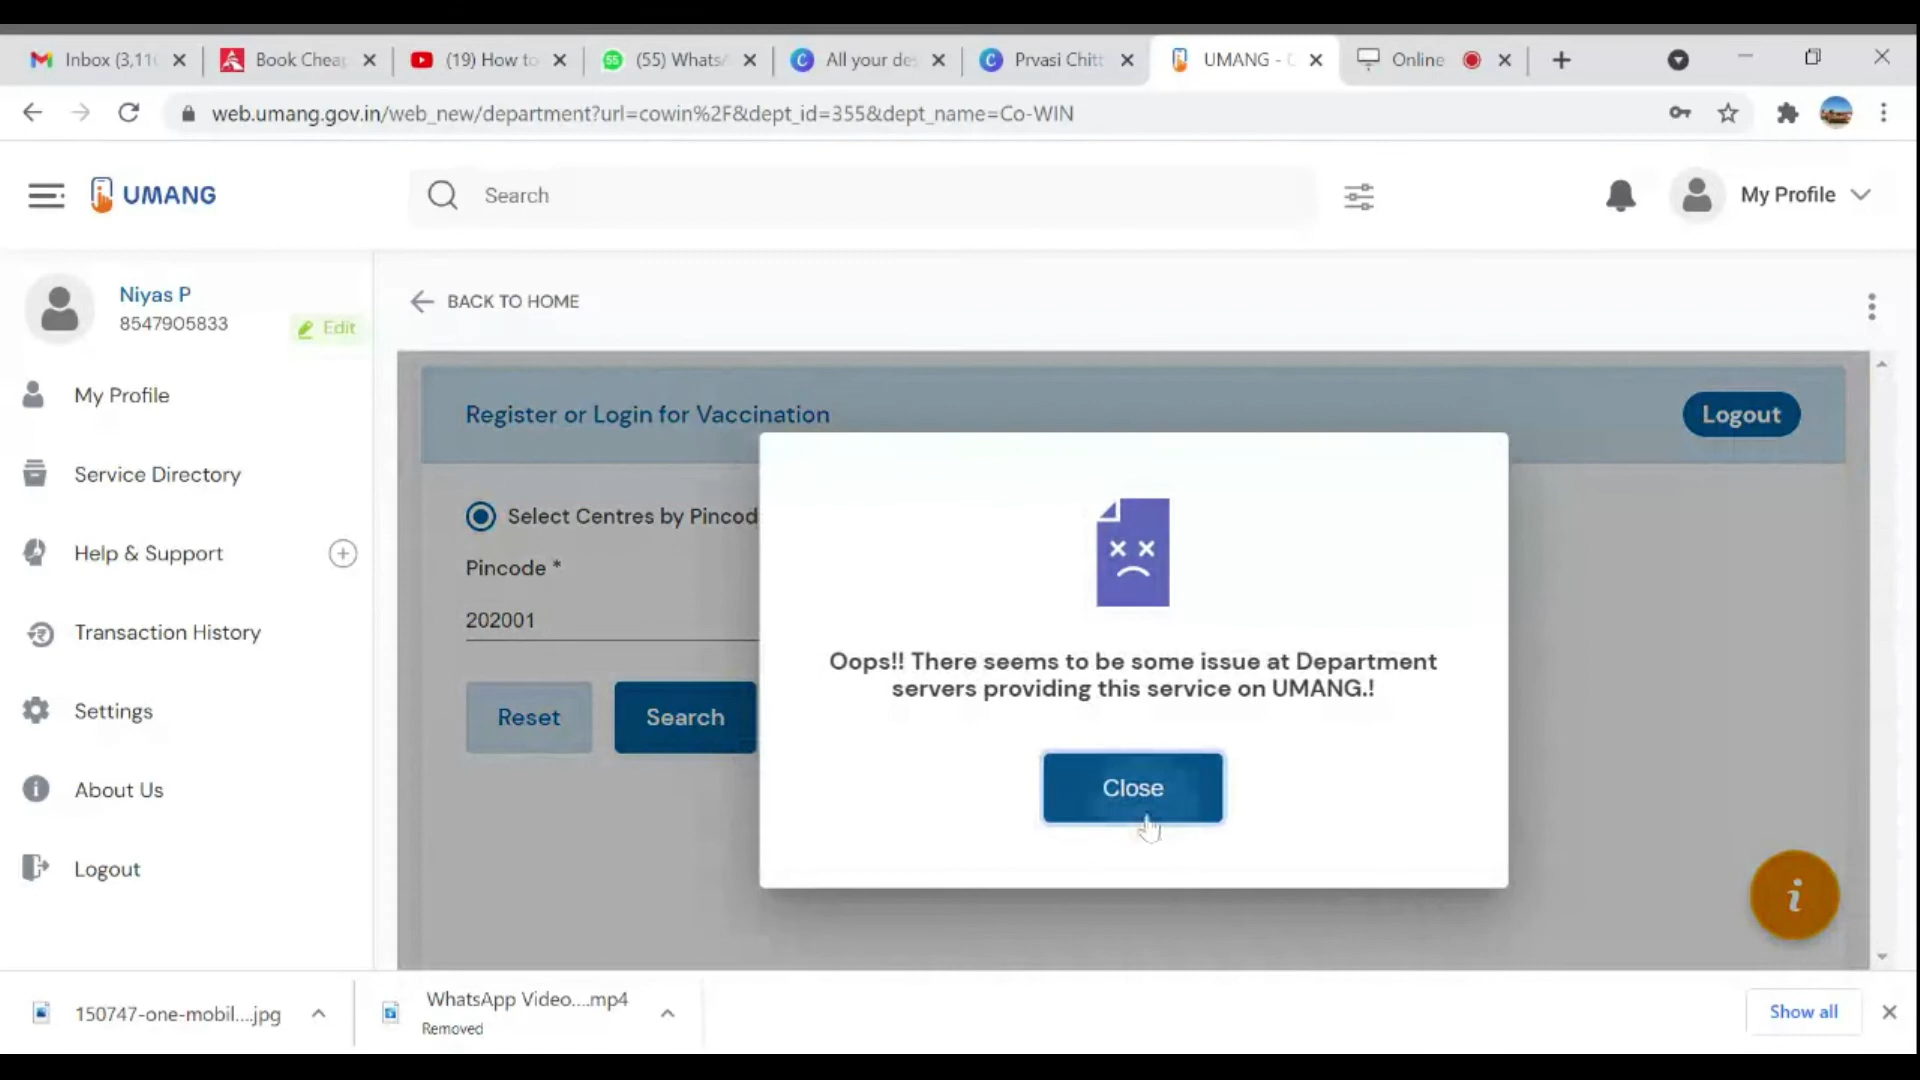 Inbox (3,11
Book Chea
(19) How to
(55) Whats
All your de
Prvasi Chitt
UMANG -
Online
web.umang.gov.in/web_new/department?url=cowin%2F&dept_id=355&dept_name=Co-WIN
UMANG
Search
My Profile
Niyas P
8547905833
Edit
BACK TO HOME
My Profile
Service Directory
Help & Support
Transaction History
Settings
About Us
Logout
Register or Login for Vaccination
Logout
Select Centres by Pincod
Pincode *
202001
Reset
Search
Oops!! There seems to be some issue at Department
servers providing this service on UMANG.!
Close
i
150747-one-mobil....jpg
WhatsApp Video....mp4
Removed
Show all